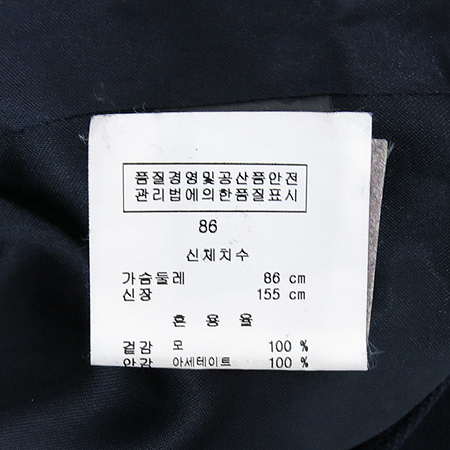 품질경영및공산품안전
관리법에의한품질표시
86
신체치수
가슴둘레 86 cm
신장 155 cm
혼용율
겉감 모 100 %
안감 아세테이트 100 %